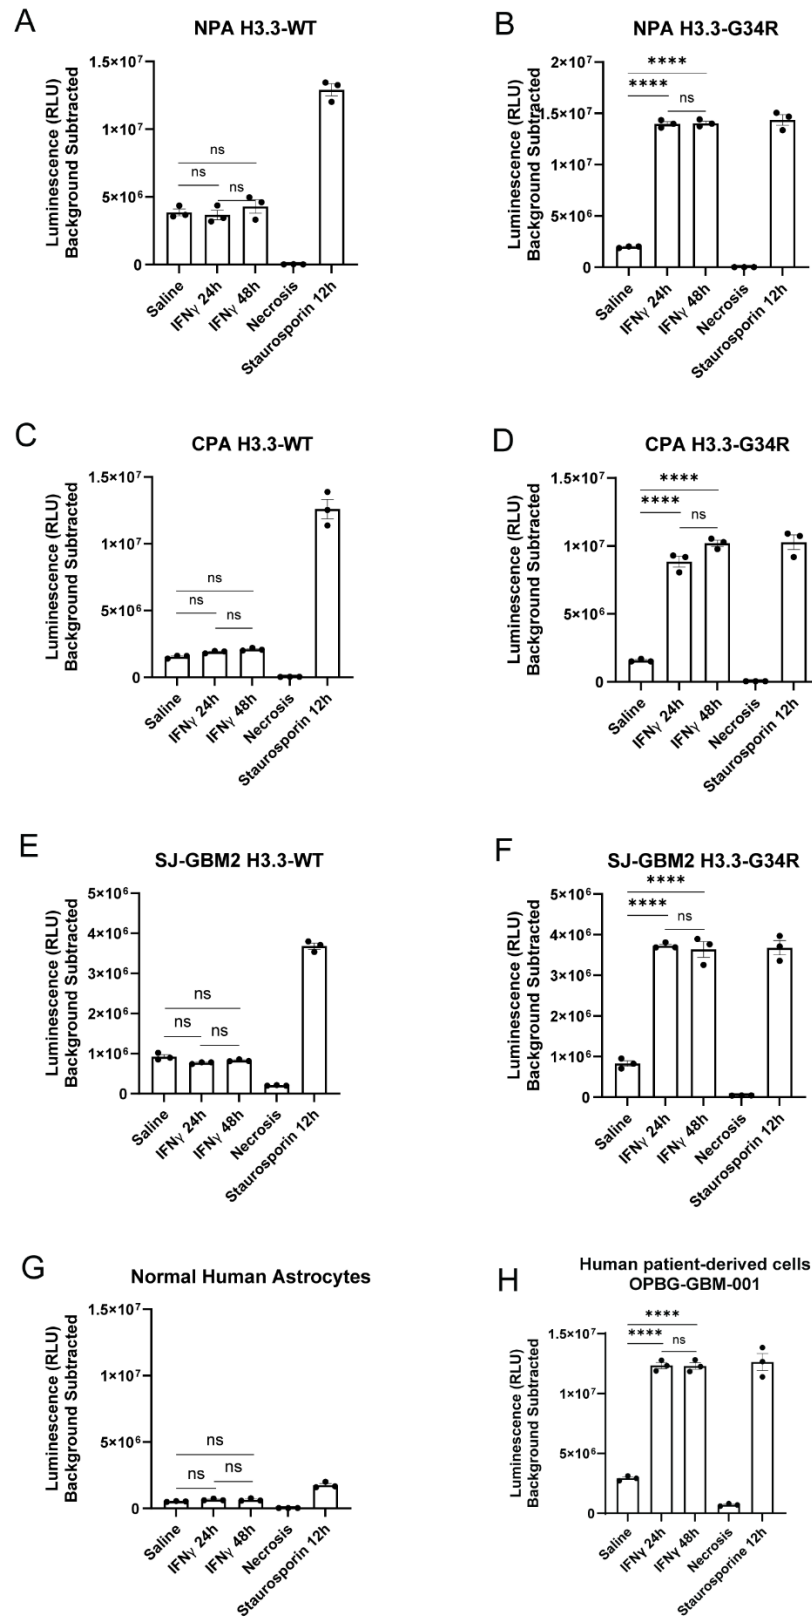 A
NPA H3.3-WT
Luminescence (RLU)
Background Subtracted
1.5×10⁷
1×10⁷
5×10⁶
0
ns
ns
ns
Saline
IFNγ 24h
IFNγ 48h
Necrosis
Staurosporin 12h
B
NPA H3.3-G34R
Luminescence (RLU)
Background Subtracted
2×10⁷
1.5×10⁷
1×10⁷
5×10⁶
0
****
****
ns
Saline
IFNγ 24h
IFNγ 48h
Necrosis
Staurosporin 12h
C
CPA H3.3-WT
Luminescence (RLU)
Background Subtracted
1.5×10⁷
1×10⁷
5×10⁶
0
ns
ns
ns
Saline
IFNγ 24h
IFNγ 48h
Necrosis
Staurosporin 12h
D
CPA H3.3-G34R
Luminescence (RLU)
Background Subtracted
1.5×10⁷
1×10⁷
5×10⁶
0
****
****
ns
Saline
IFNγ 24h
IFNγ 48h
Necrosis
Staurosporin 12h
E
SJ-GBM2 H3.3-WT
Luminescence (RLU)
Background Subtracted
5×10⁶
4×10⁶
3×10⁶
2×10⁶
1×10⁶
0
ns
ns
ns
Saline
IFNγ 24h
IFNγ 48h
Necrosis
Staurosporin 12h
F
SJ-GBM2 H3.3-G34R
Luminescence (RLU)
Background Subtracted
5×10⁶
4×10⁶
3×10⁶
2×10⁶
1×10⁶
0
****
****
ns
Saline
IFNγ 24h
IFNγ 48h
Necrosis
Staurosporin 12h
G
Normal Human Astrocytes
Luminescence (RLU)
Background Subtracted
1.5×10⁷
1×10⁷
5×10⁶
0
ns
ns
ns
Saline
IFNγ 24h
IFNγ 48h
Necrosis
Staurosporin 12h
H
Human patient-derived cells
OPBG-GBM-001
Luminescence (RLU)
Background Subtracted
1.5×10⁷
1×10⁷
5×10⁶
0
****
****
ns
Saline
IFNγ 24h
IFNγ 48h
Necrosis
Staurosporine 12h